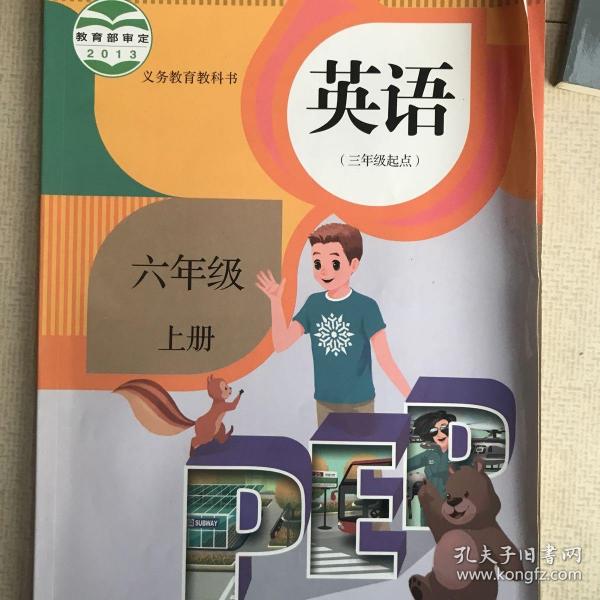 教育部审定
2013
义务教育教科书
英语
（三年级起点）
六年级
上册
SUBWAY
PEP
孔夫子旧书网
www.kongfz.com